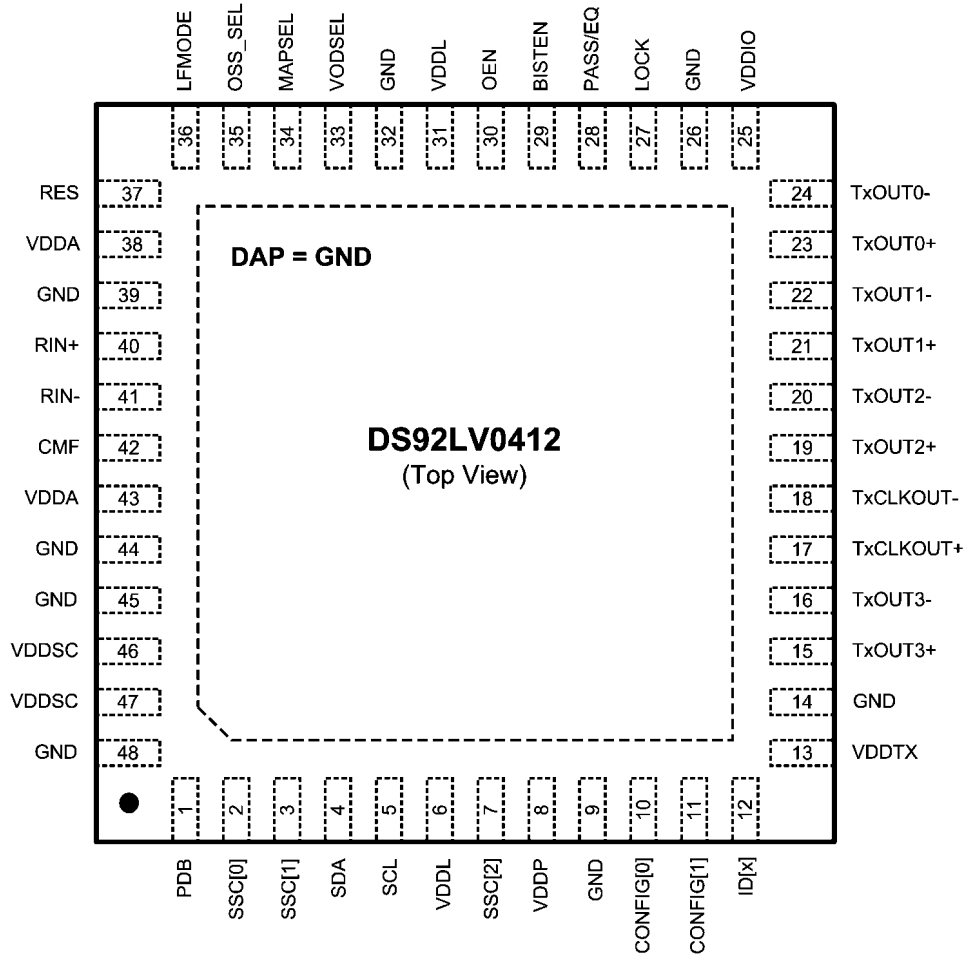 LFMODE
OSS_SEL
MAPSEL
VODSEL
GND
VDDL
OEN
BISTEN
PASS/EQ
LOCK
GND
VDDIO
36
35
34
33
32
31
30
29
28
27
26
25
RES 37
VDDA 38
GND 39
RIN+ 40
RIN- 41
CMF 42
VDDA 43
GND 44
GND 45
VDDSC 46
VDDSC 47
GND 48
DAP = GND
DS92LV0412
(Top View)
24 TxOUT0-
23 TxOUT0+
22 TxOUT1-
21 TxOUT1+
20 TxOUT2-
19 TxOUT2+
18 TxCLKOUT-
17 TxCLKOUT+
16 TxOUT3-
15 TxOUT3+
14 GND
13 VDDTX
1
2
3
4
5
6
7
8
9
10
11
12
PDB
SSC[0]
SSC[1]
SDA
SCL
VDDL
SSC[2]
VDDP
GND
CONFIG[0]
CONFIG[1]
ID[x]